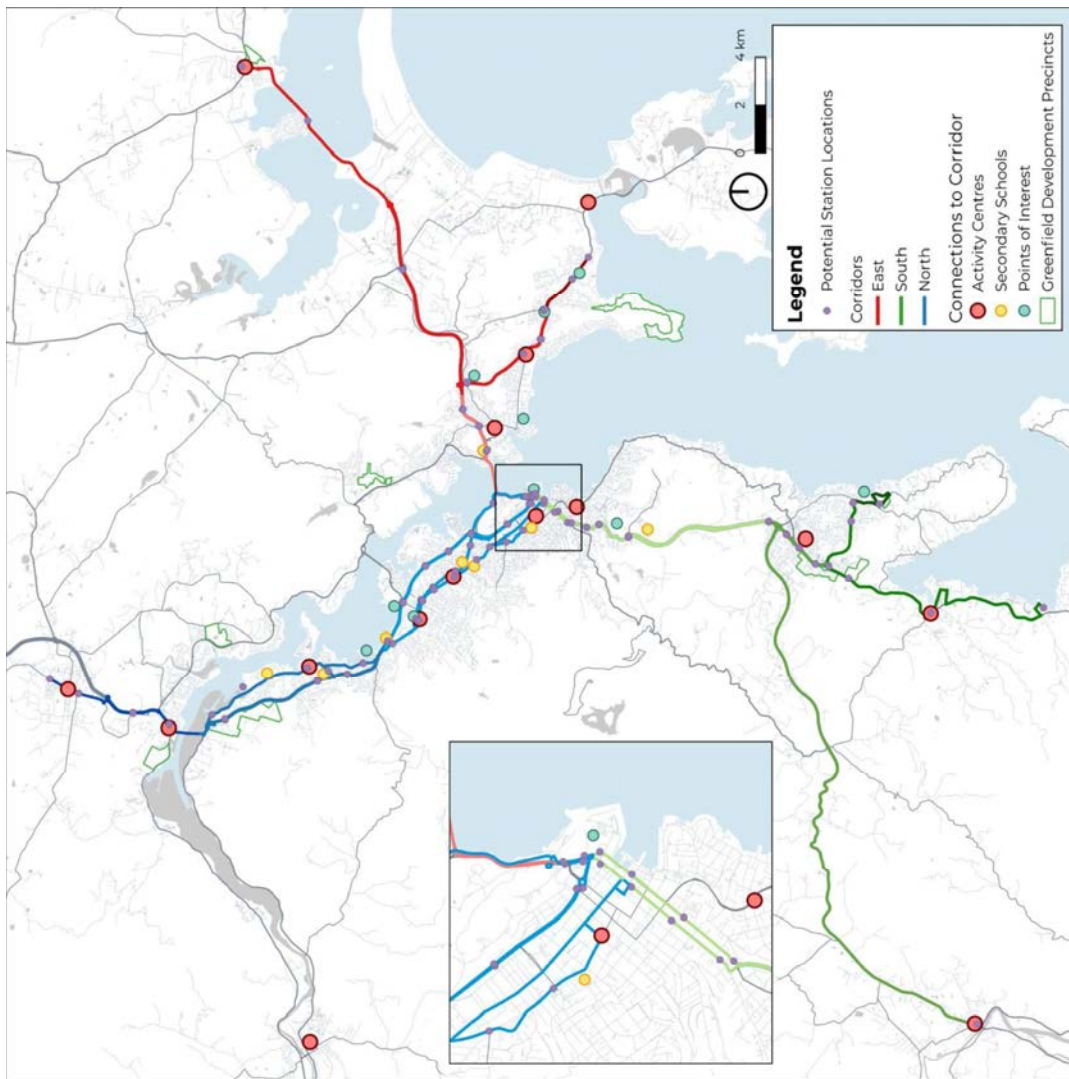 0 2 4 km
Legend
Potential Station Locations
Corridors
East
South
North
Connections to Corridor
Activity Centres
Secondary Schools
Points of Interest
Greenfield Development Precincts